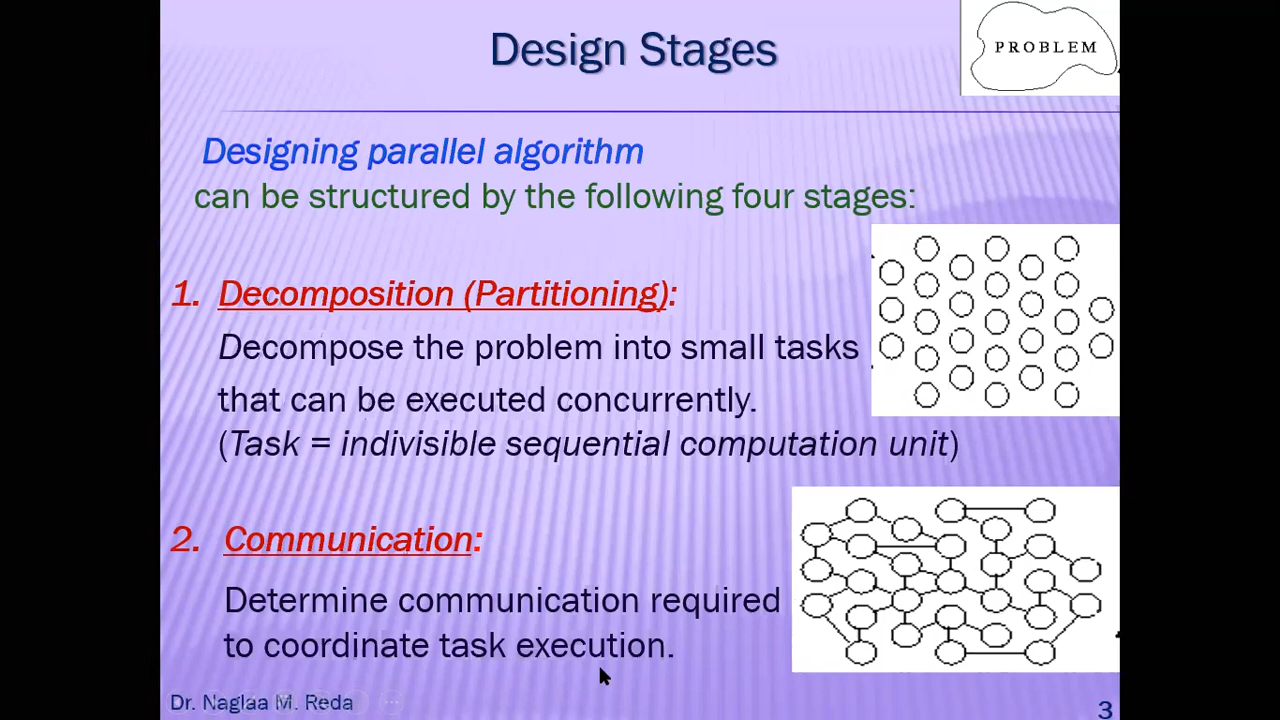 Design Stages
PROBLEM
Designing parallel algorithm
can be structured by the following four stages:
1. Decomposition (Partitioning):
Decompose the problem into small tasks
that can be executed concurrently.
(Task = indivisible sequential computation unit)
2. Communication:
Determine communication required
to coordinate task execution.
Dr. Naglaa M. Reda
3